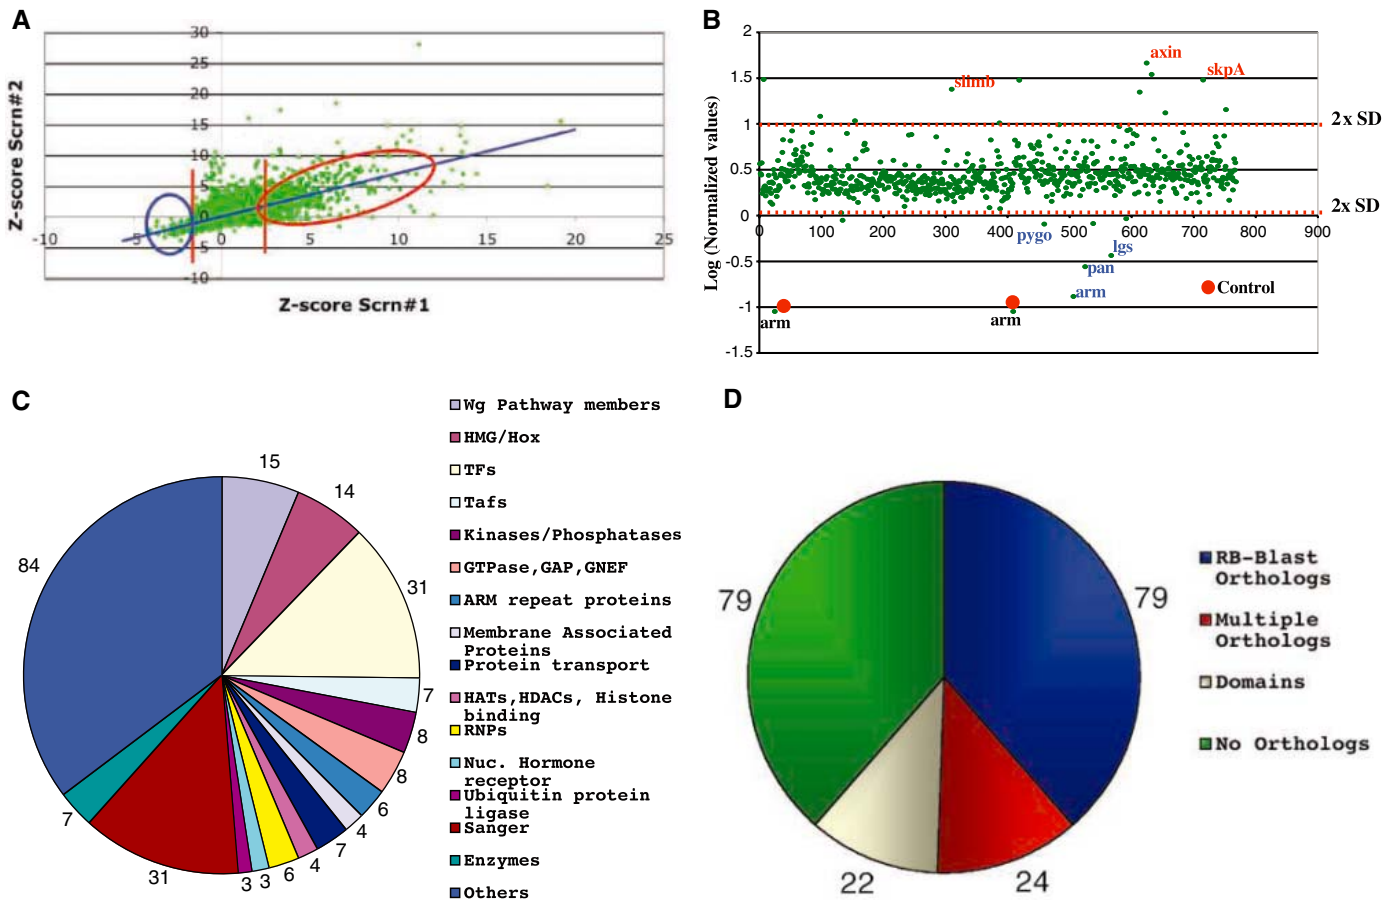 A
30
25
20
15
10
5
0
-5
-10
-10
-5
0
5
10
15
20
25
Z-score Scrn#2
Z-score Scrn#1
B
2
1.5
1
0.5
0
-0.5
-1
-1.5
0
100
200
300
400
500
600
700
800
900
Log (Normalized values)
axin
slimb
skpA
2x SD
2x SD
pygo
lgs
pan
arm
Control
arm
arm
C
15
14
31
7
8
8
6
4
7
4
6
3
3
31
7
84
Wg Pathway members
HMG/Hox
TFs
Tafs
Kinases/Phosphatases
GTPase,GAP,GNEF
ARM repeat proteins
Membrane Associated
Proteins
Protein transport
HATs,HDACs, Histone
binding
RNPs
Nuc. Hormone
receptor
Ubiquitin protein
ligase
Sanger
Enzymes
Others
D
79
79
22
24
RB-Blast
Orthologs
Multiple
Orthologs
Domains
No Orthologs